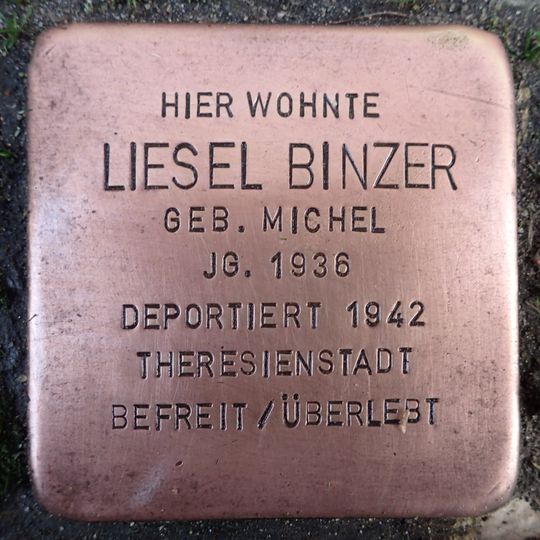 HIER WOHNTE
LIESEL BINZER
GEB. MICHEL
JG. 1936
DEPORTIERT 1942
THERESIENSTADT
BEFREIT/ÜBERLEBT